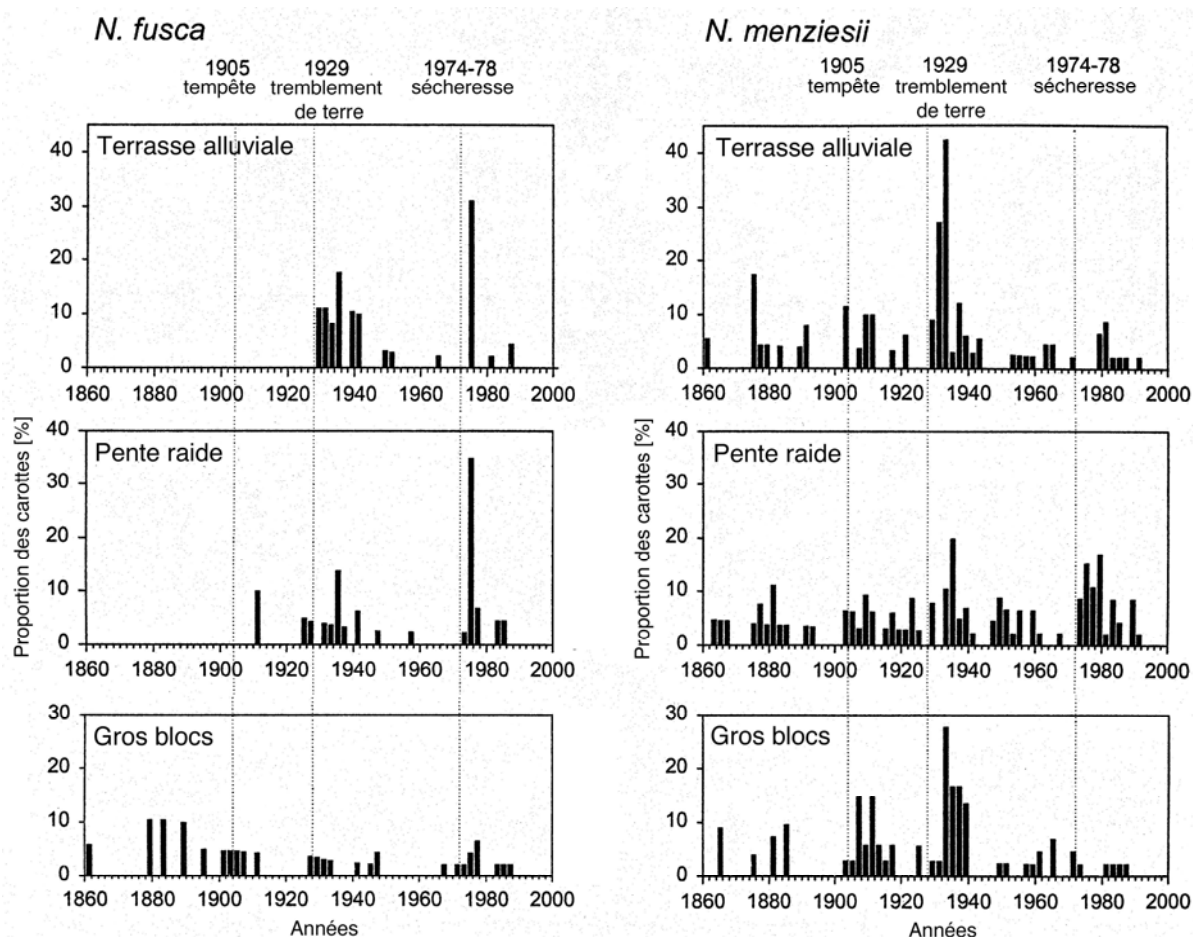 N. fusca
1905
tempête
1929
tremblement
de terre
1974-78
sécheresse
Terrasse alluviale
40
30
20
10
0
1860 1880 1900 1920 1940 1960 1980 2000
Pente raide
40
30
20
10
0
1860 1880 1900 1920 1940 1960 1980 2000
Gros blocs
30
20
10
0
1860 1880 1900 1920 1940 1960 1980 2000
Proportion des carottes [%]
Années
N. menziesii
1905
tempête
1929
tremblement
de terre
1974-78
sécheresse
Terrasse alluviale
40
30
20
10
0
1860 1880 1900 1920 1940 1960 1980 2000
Pente raide
40
30
20
10
0
1860 1880 1900 1920 1940 1960 1980 2000
Gros blocs
30
20
10
0
1860 1880 1900 1920 1940 1960 1980 2000
Proportion des carottes [%]
Années